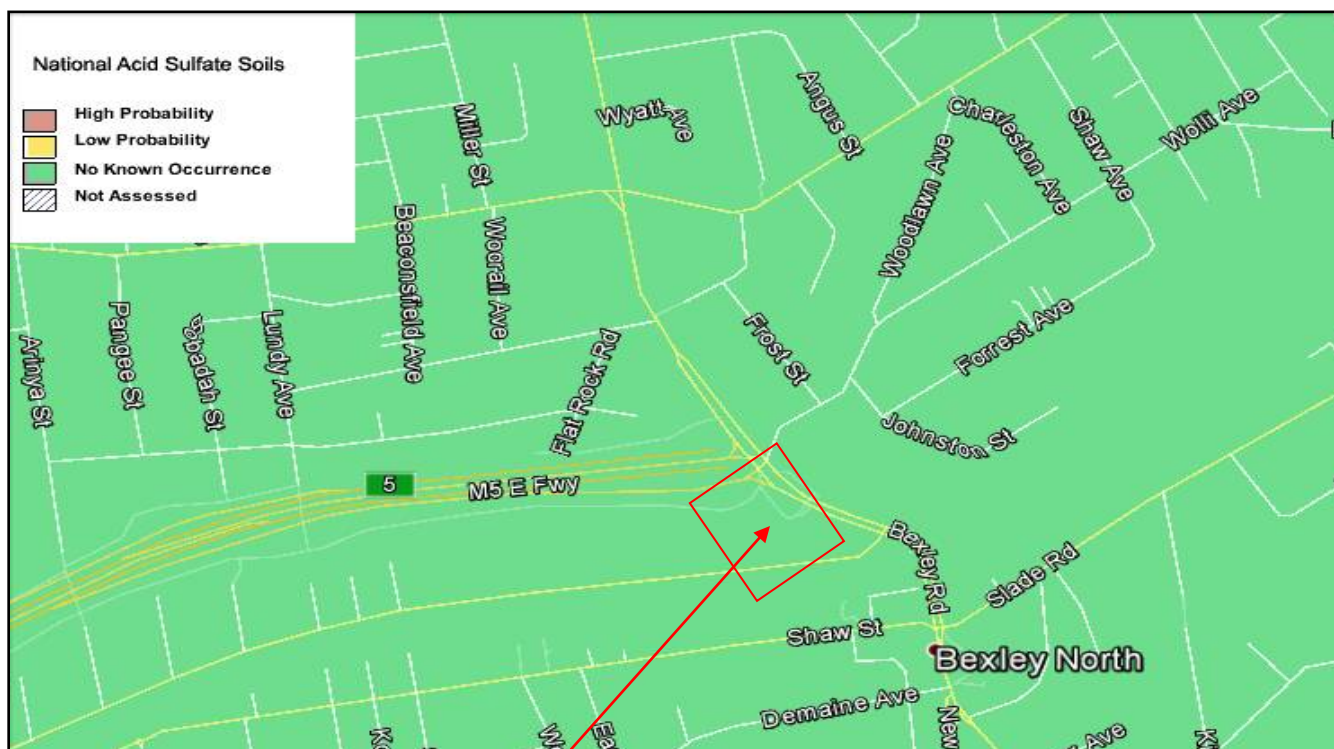 National Acid Sulfate Soils
High Probability
Low Probability
No Known Occurrence
Not Assessed
Miller St
Wyatt Ave
Angus St
Charleston Ave
Shaw Ave
Wolli Ave
Woodlawn Ave
Beaconsfield Ave
Woorail Ave
Arinya St
Pangee St
Lundy Ave
Flat Rock Rd
Frost St
Forrest Ave
Johnston St
5
M5 E Fwy
Bexley Rd
Slade Rd
Shaw St
Bexley North
Demaine Ave
New
Ave